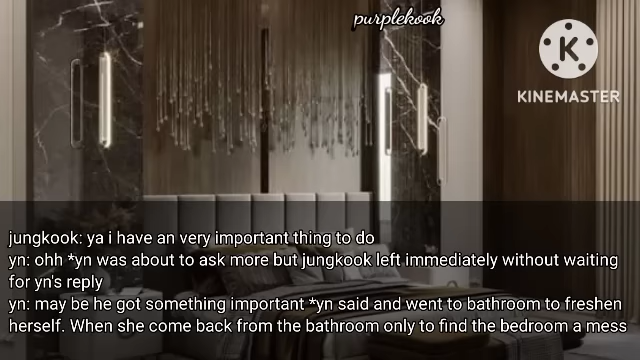 purplekook
K
KINEMASTER
jungkook: ya i have an very important thing to do
yn: ohh *yn was about to ask more but jungkook left immediately without waiting
for yn's reply
yn: may be he got something important *yn said and went to bathroom to freshen
herself. When she come back from the bathroom only to find the bedroom a mess